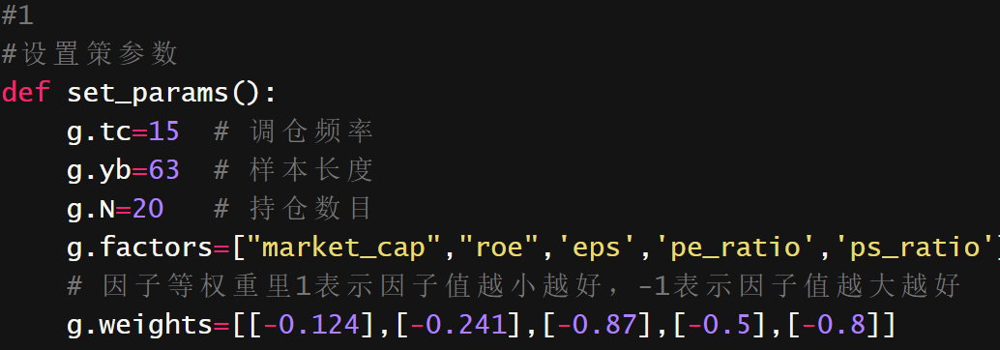 #1
#设置策参数
def set_params():
    g.tc=15  # 调仓频率
    g.yb=63  # 样本长度
    g.N=20   # 持仓数目
    g.factors=["market_cap","roe",'eps','pe_ratio','ps_ratio']
    # 因子等权重里1表示因子值越小越好，-1表示因子值越大越好
    g.weights=[[-0.124],[-0.241],[-0.87],[-0.5],[-0.8]]